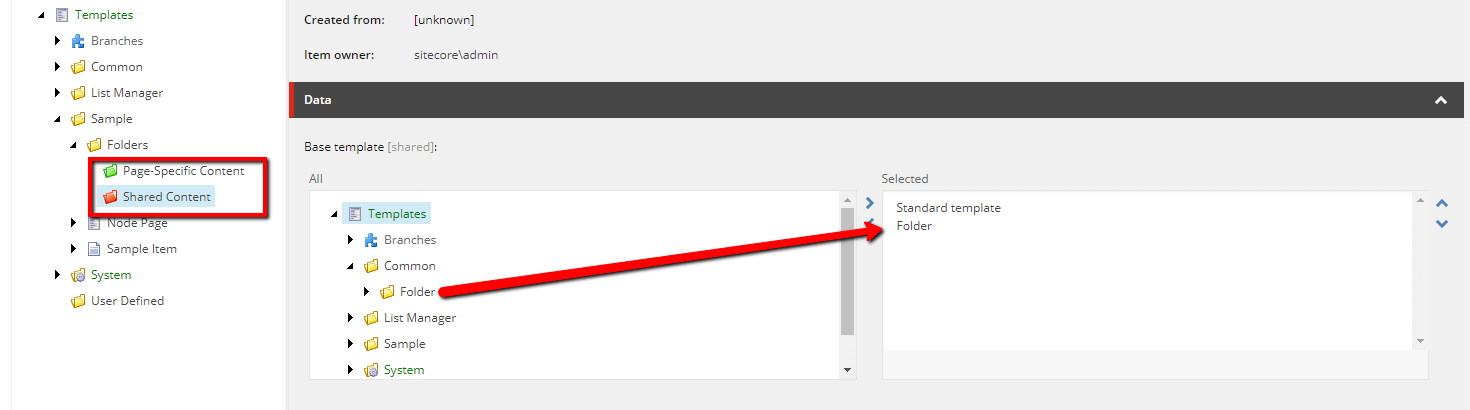 Templates
Branches
Common
List Manager
Sample
Folders
Page-Specific Content
Shared Content
Node Page
Sample Item
System
User Defined
Created from: [unknown]
Item owner: sitecore\admin
Data
Base template [shared]:
All
Templates
Branches
Common
Folder
List Manager
Sample
System
Selected
Standard template
Folder